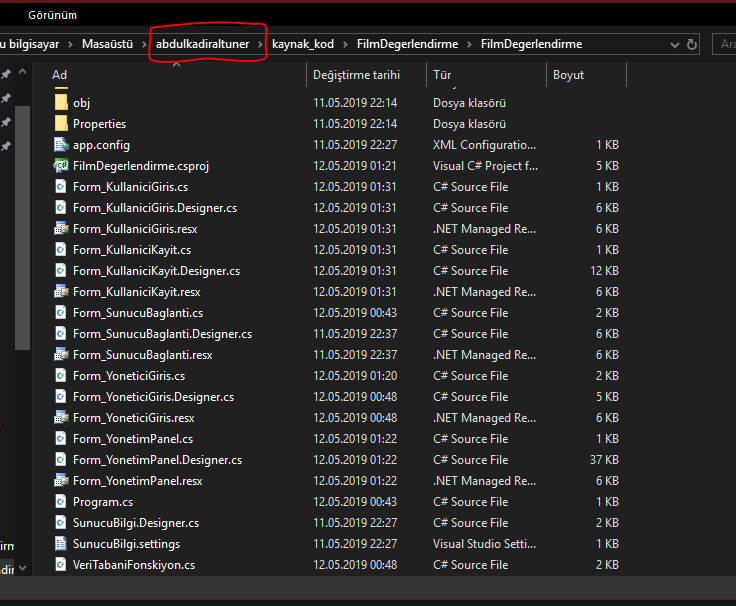 Görünüm
u bilgisayar > Masaüstü > abdulkadiraltuner > kaynak_kod > FilmDegerlendirme > FilmDegerlendirme Ara
Ad Değiştirme tarihi Tür Boyut
obj 11.05.2019 22:14 Dosya klasörü
Properties 11.05.2019 22:14 Dosya klasörü
app.config 11.05.2019 22:27 XML Configuratio... 1 KB
FilmDegerlendirme.csproj 12.05.2019 01:21 Visual C# Project f... 5 KB
Form_KullaniciGiris.cs 12.05.2019 01:31 C# Source File 1 KB
Form_KullaniciGiris.Designer.cs 12.05.2019 01:31 C# Source File 6 KB
Form_KullaniciGiris.resx 12.05.2019 01:31 .NET Managed Re... 6 KB
Form_KullaniciKayit.cs 12.05.2019 01:31 C# Source File 1 KB
Form_KullaniciKayit.Designer.cs 12.05.2019 01:31 C# Source File 12 KB
Form_KullaniciKayit.resx 12.05.2019 01:31 .NET Managed Re... 6 KB
Form_SunucuBaglanti.cs 12.05.2019 00:43 C# Source File 2 KB
Form_SunucuBaglanti.Designer.cs 11.05.2019 22:37 C# Source File 6 KB
Form_SunucuBaglanti.resx 11.05.2019 22:37 .NET Managed Re... 6 KB
Form_YoneticiGiris.cs 12.05.2019 01:20 C# Source File 2 KB
Form_YoneticiGiris.Designer.cs 12.05.2019 00:48 C# Source File 5 KB
Form_YoneticiGiris.resx 12.05.2019 00:48 .NET Managed Re... 6 KB
Form_YonetimPanel.cs 12.05.2019 01:22 C# Source File 1 KB
Form_YonetimPanel.Designer.cs 12.05.2019 01:22 C# Source File 37 KB
Form_YonetimPanel.resx 12.05.2019 01:22 .NET Managed Re... 6 KB
Program.cs 12.05.2019 00:43 C# Source File 1 KB
SunucuBilgi.Designer.cs 11.05.2019 22:27 C# Source File 2 KB
SunucuBilgi.settings 11.05.2019 22:27 Visual Studio Setti... 1 KB
VeriTabaniFonskiyon.cs 12.05.2019 00:48 C# Source File 2 KB